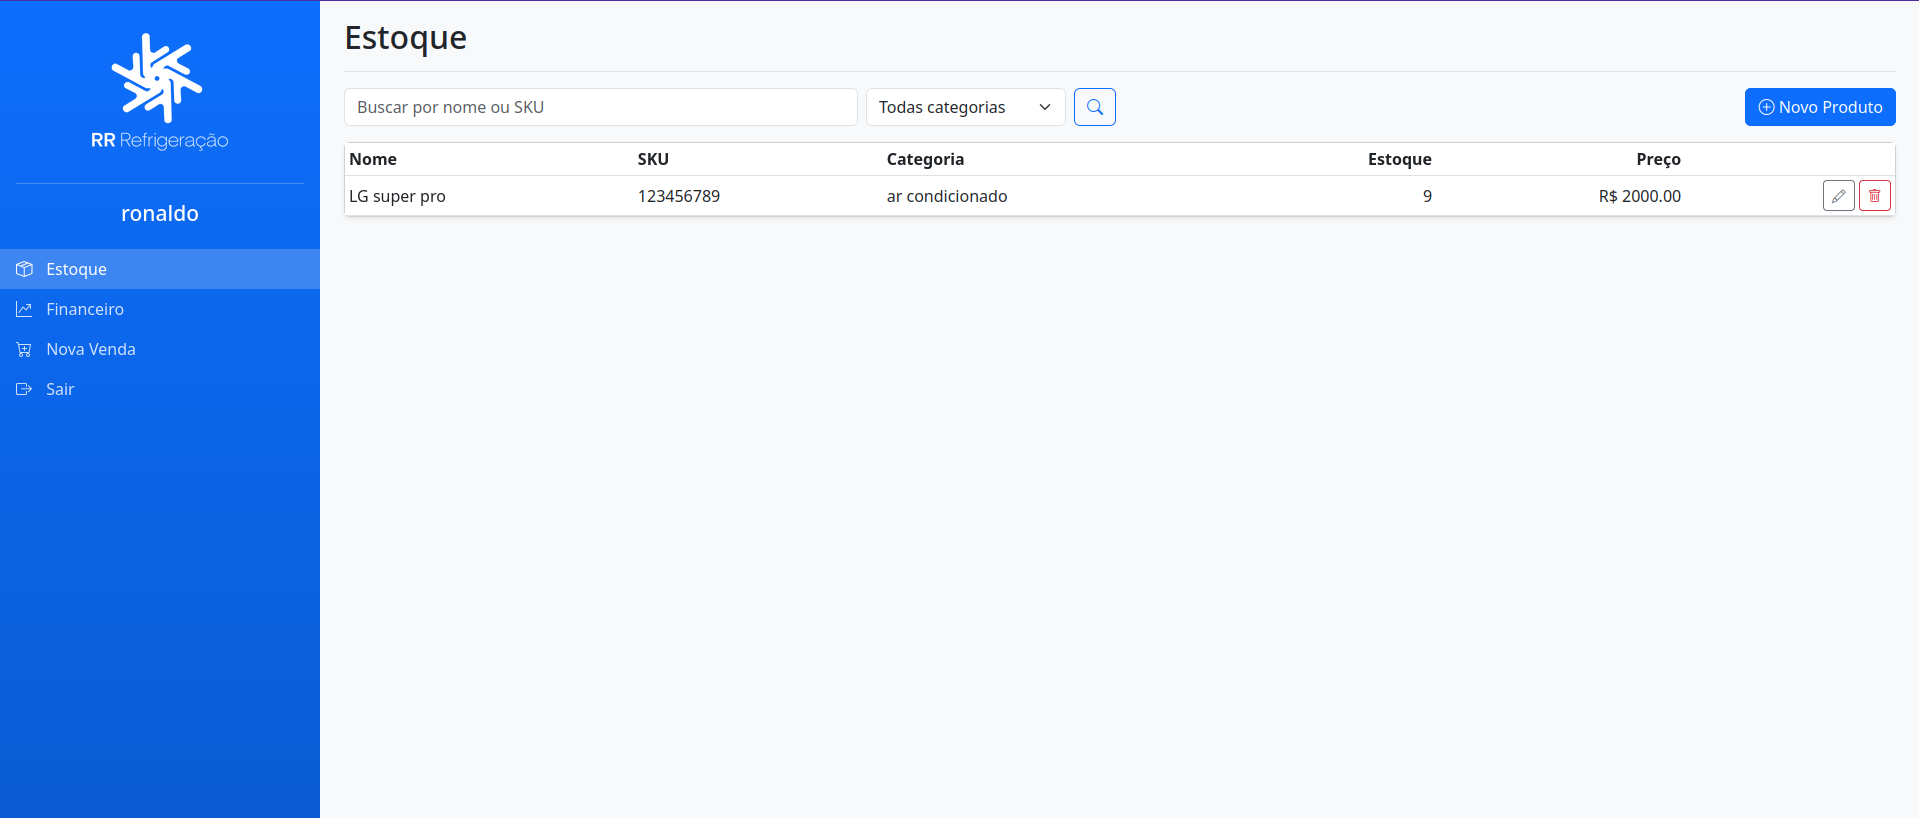 RR Refrigeração
ronaldo
Estoque
Financeiro
Nova Venda
Sair
Estoque
Buscar por nome ou SKU
Todas categorias
Novo Produto
Nome SKU Categoria Estoque Preço
LG super pro 123456789 ar condicionado 9 R$ 2000.00